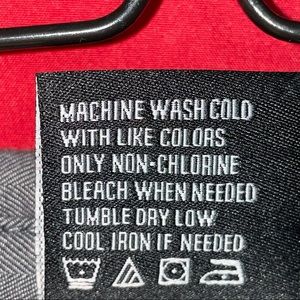 MACHINE WASH COLD
WITH LIKE COLORS
ONLY NON-CHLORINE
BLEACH WHEN NEEDED
TUMBLE DRY LOW
COOL IRON IF NEEDED